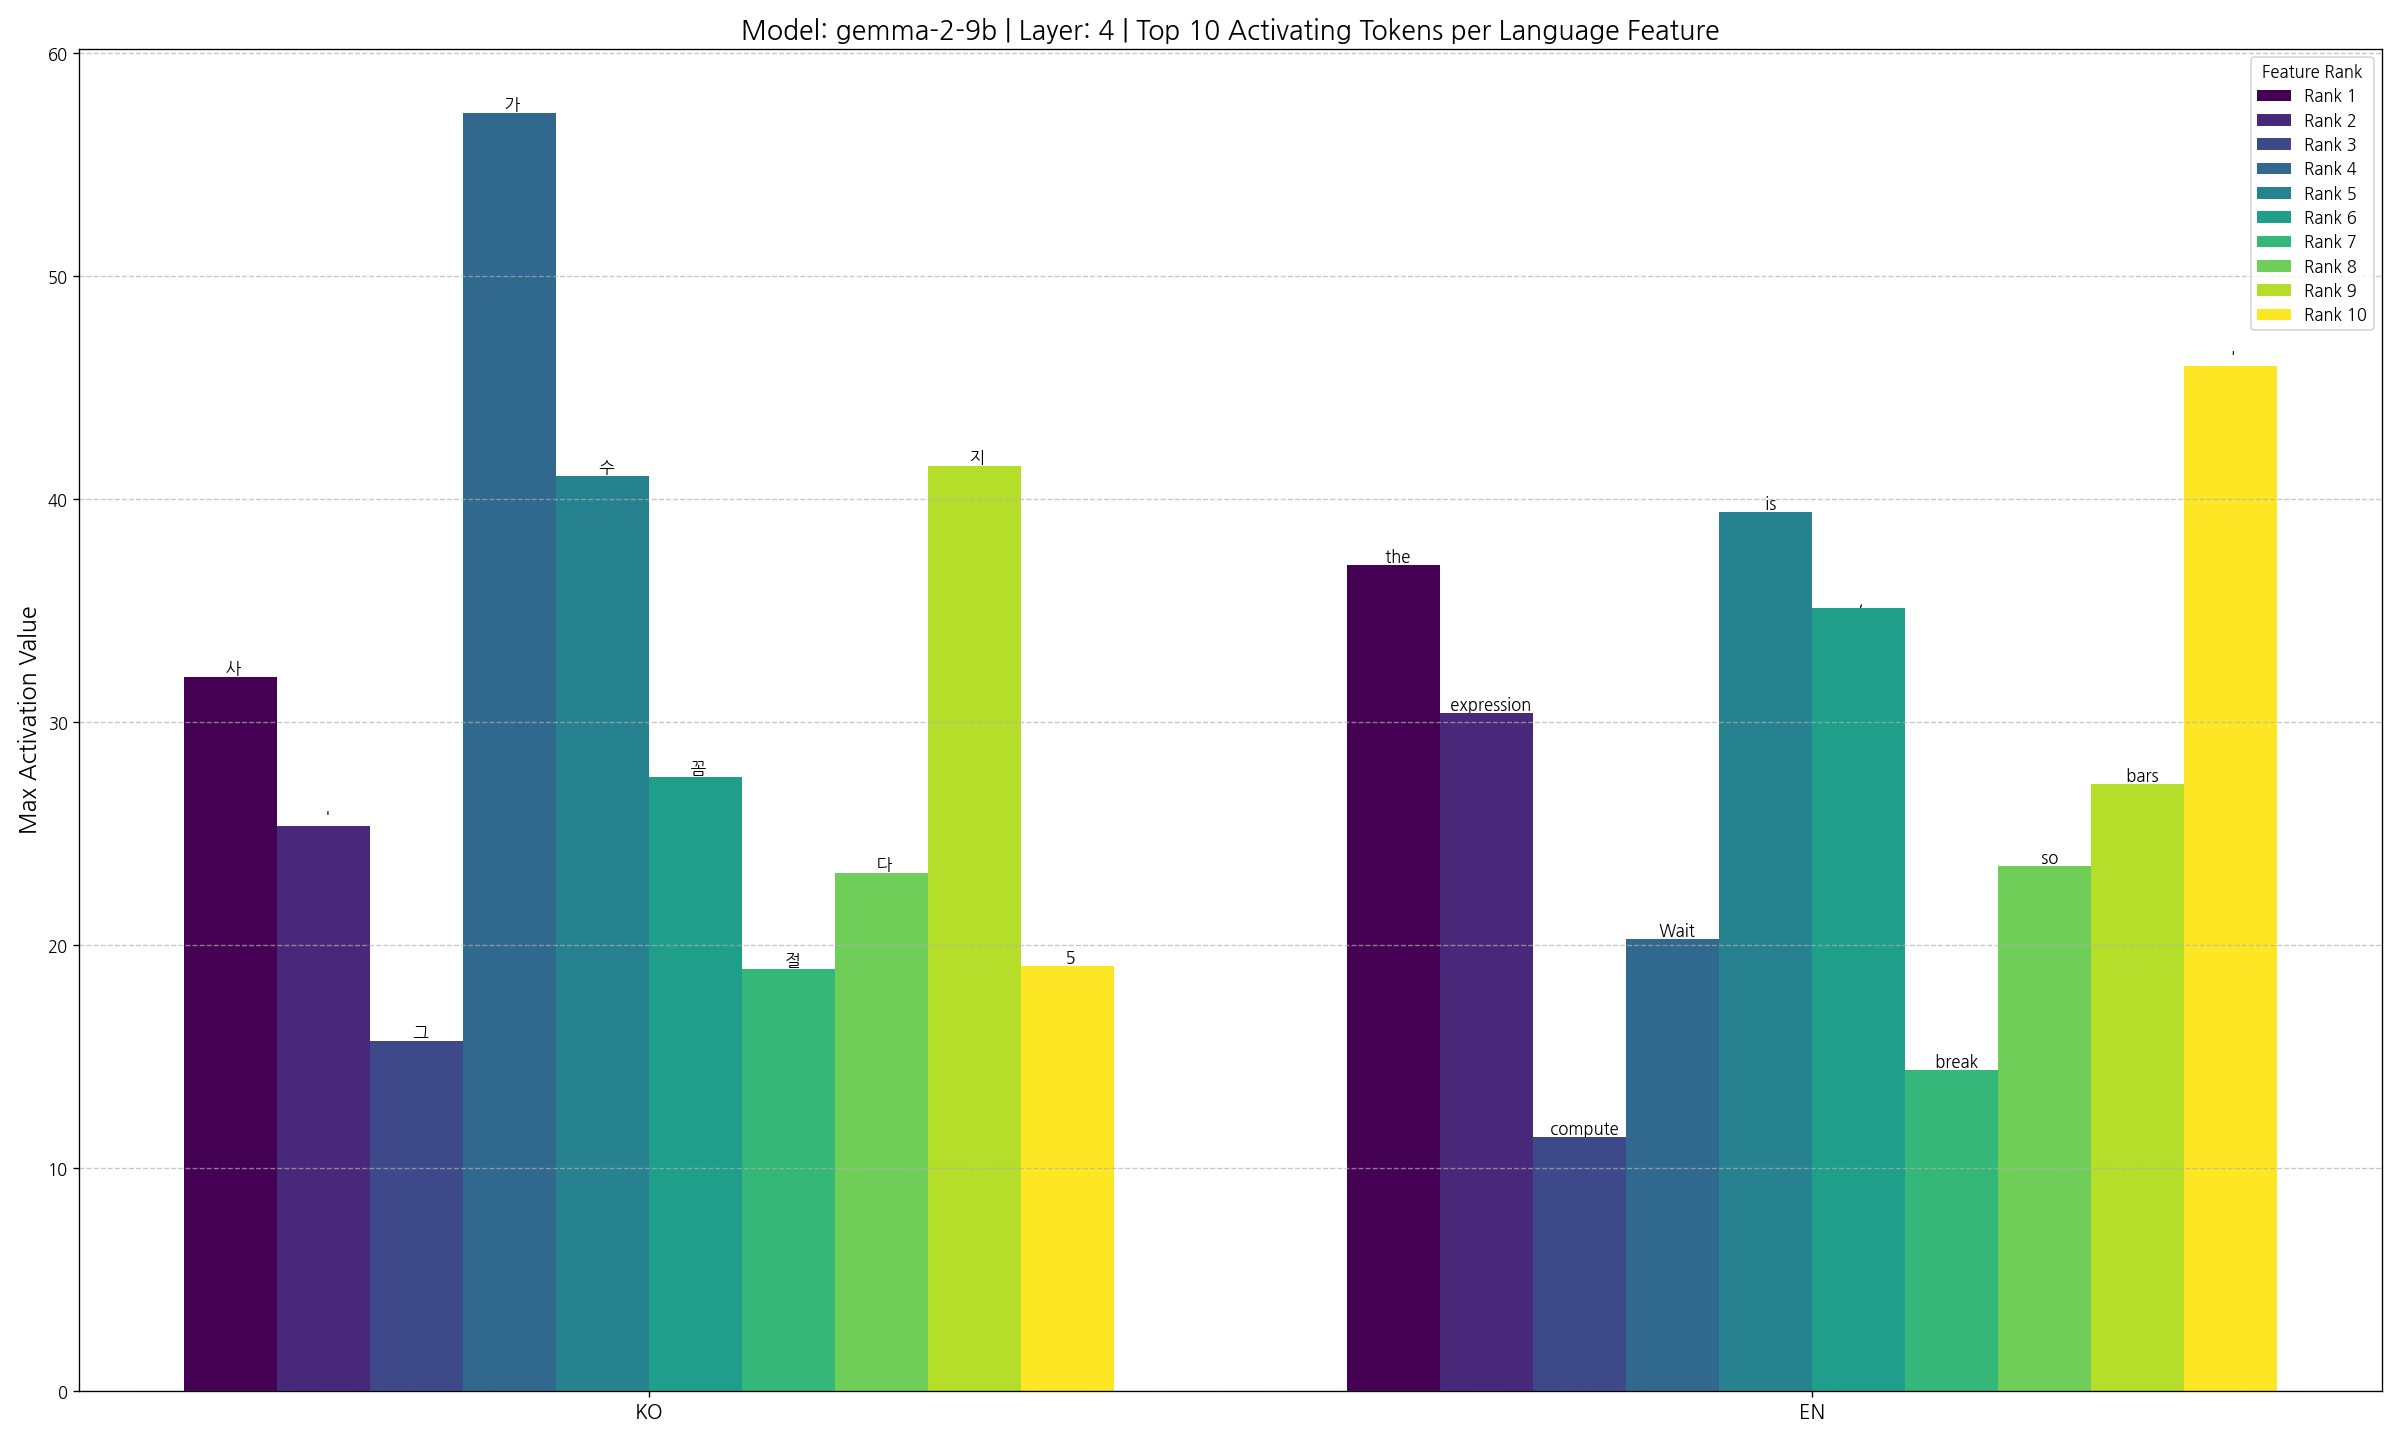 Model: gemma-2-9b | Layer: 4 | Top 10 Activating Tokens per Language Feature
Max Activation Value
60
50
40
30
20
10
0
사
'
그
가
수
꼼
절
다
지
5
the
expression
compute
Wait
is
,
break
so
bars
'
KO
EN
Feature Rank
Rank 1
Rank 2
Rank 3
Rank 4
Rank 5
Rank 6
Rank 7
Rank 8
Rank 9
Rank 10